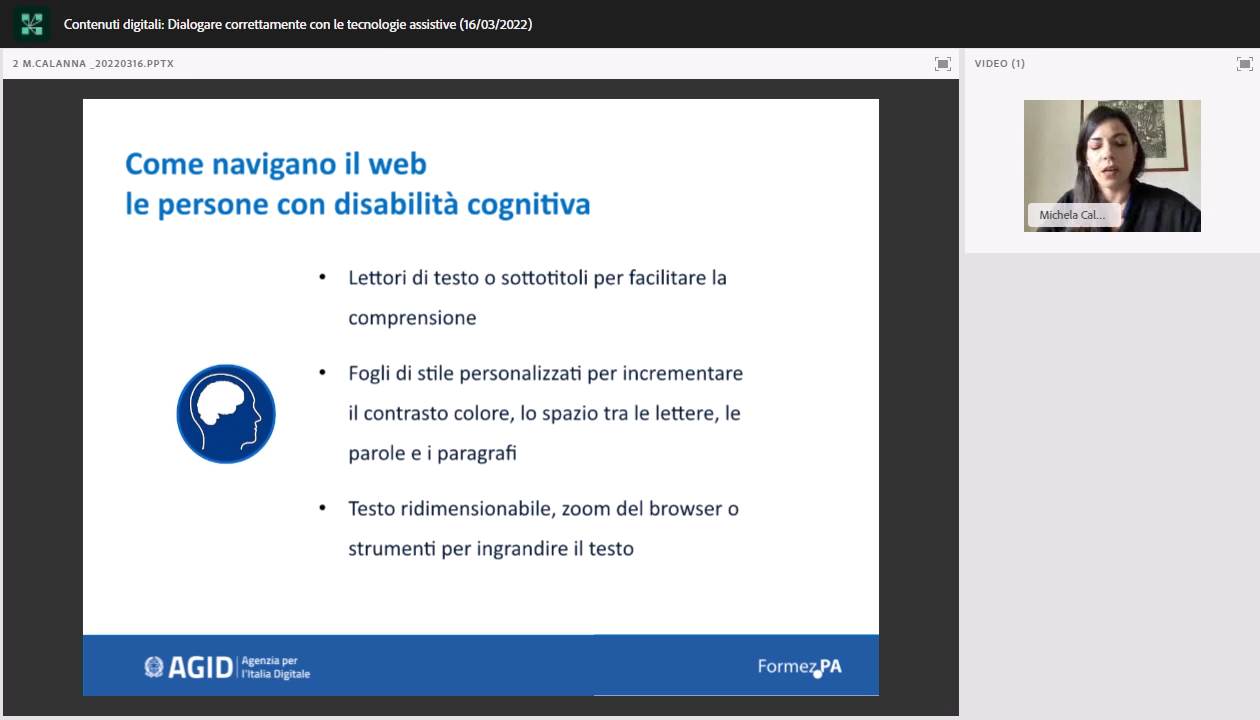 Contenuti digitali: Dialogare correttamente con le tecnologie assistive (16/03/2022)
2 M.CALANNA _20220316.PPTX
VIDEO (1)
Come navigano il web
le persone con disabilità cognitiva
• Lettori di testo o sottotitoli per facilitare la
comprensione
• Fogli di stile personalizzati per incrementare
il contrasto colore, lo spazio tra le lettere, le
parole e i paragrafi
• Testo ridimensionabile, zoom del browser o
strumenti per ingrandire il testo
Michela Cal...
AGID Agenzia per
l'Italia Digitale
FormezPA